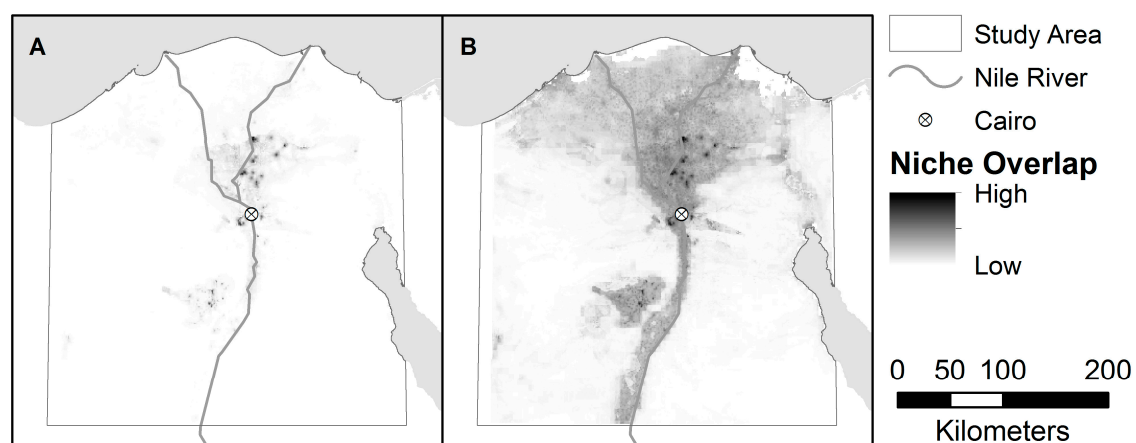 A
B
Study Area
Nile River
Cairo
Niche Overlap
High
Low
0 50 100 200
Kilometers